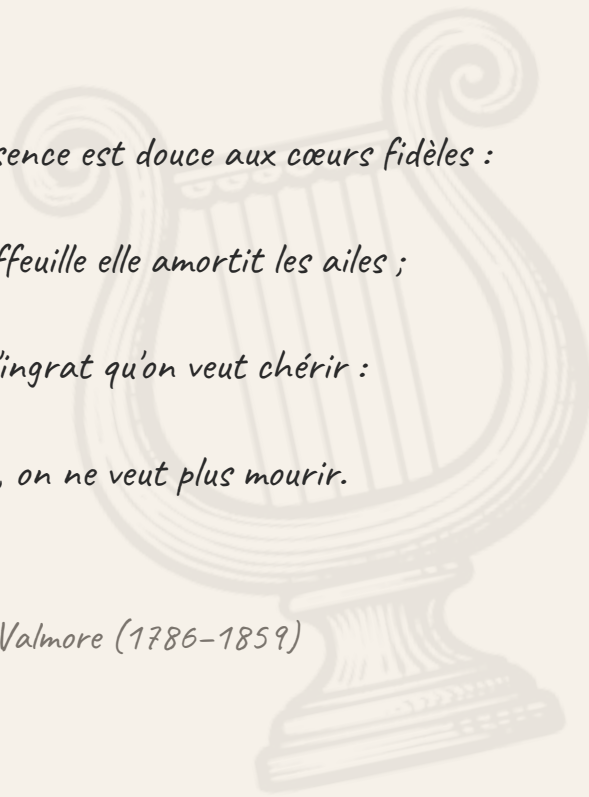 sence est douce aux cœurs fidèles :
ffeuille elle amortit les ailes ;
'ingrat qu'on veut chérir :
, on ne veut plus mourir.
Valmore (1786–1859)